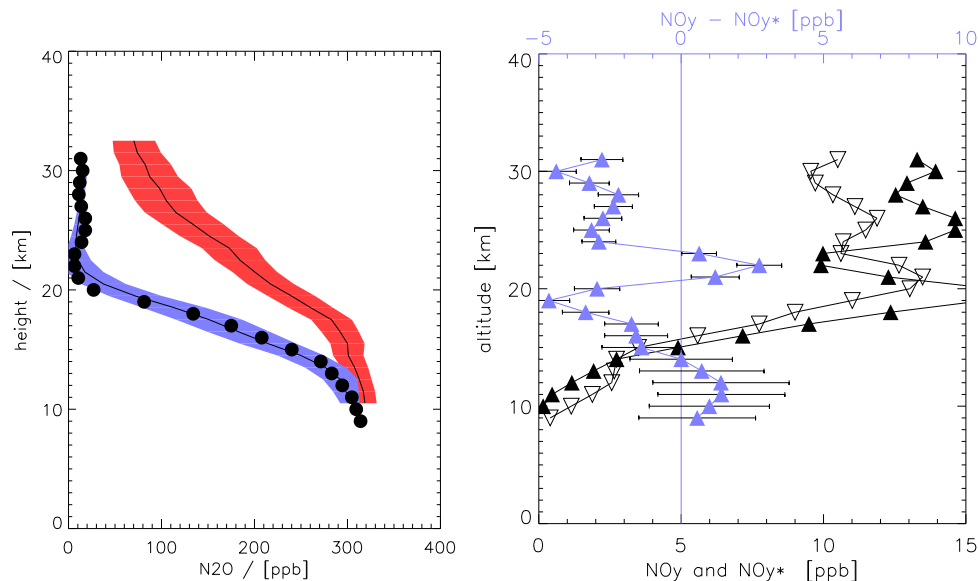 NOy – NOy* [ppb]
-5 0 5 10
40
30
20
10
0
height / [km]
0 100 200 300 400
N2O / [ppb]
40
30
20
10
0
altitude [km]
0 5 10 15
NOy and NOy* [ppb]